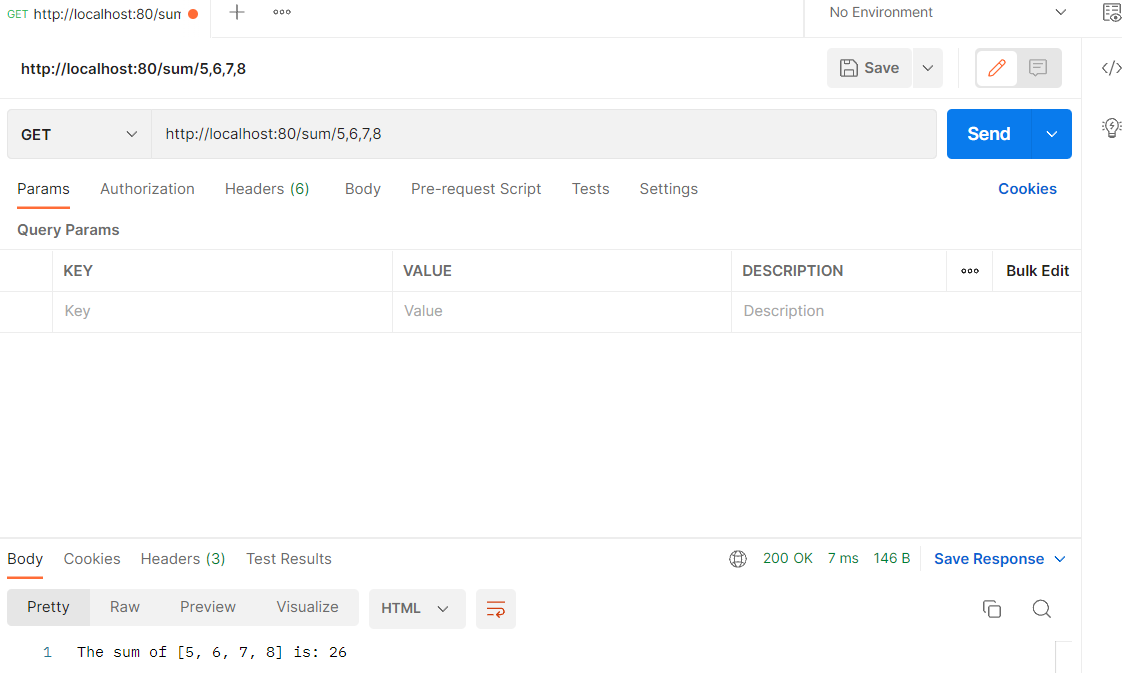 GET http://localhost:80/sum
No Environment
http://localhost:80/sum/5,6,7,8
Save
GET http://localhost:80/sum/5,6,7,8 Send
Params Authorization Headers (6) Body Pre-request Script Tests Settings Cookies
Query Params
KEY VALUE DESCRIPTION Bulk Edit
Key Value Description
Body Cookies Headers (3) Test Results 200 OK 7 ms 146 B Save Response
Pretty Raw Preview Visualize HTML
1 The sum of [5, 6, 7, 8] is: 26